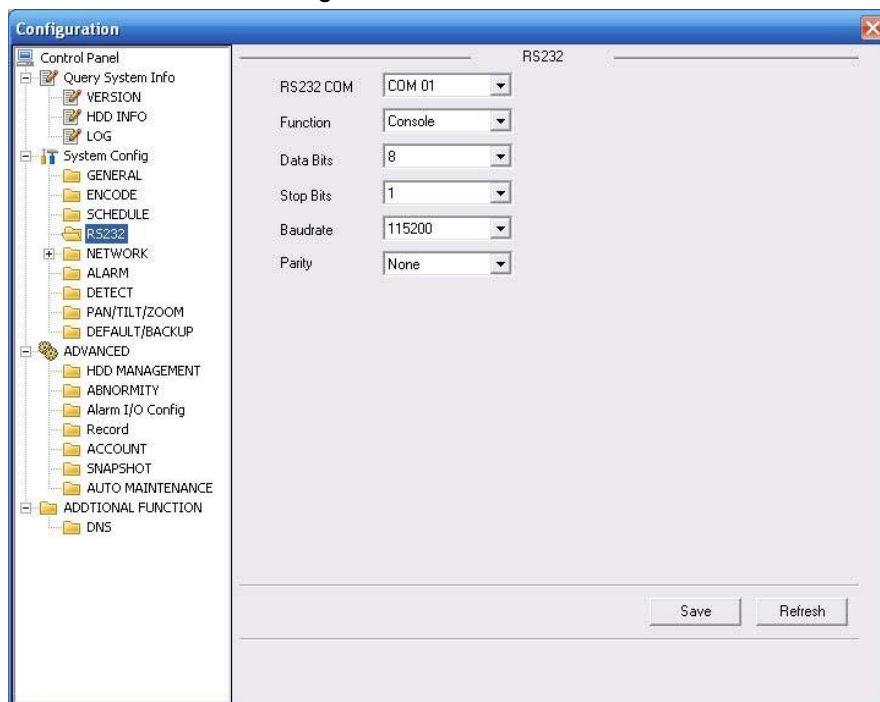 Configuration
Control Panel
Query System Info
VERSION
HDD INFO
LOG
System Config
GENERAL
ENCODE
SCHEDULE
RS232
NETWORK
ALARM
DETECT
PAN/TILT/ZOOM
DEFAULT/BACKUP
ADVANCED
HDD MANAGEMENT
ABNORMITY
Alarm I/O Config
Record
ACCOUNT
SNAPSHOT
AUTO MAINTENANCE
ADDTIONAL FUNCTION
DNS
RS232
RS232 COM COM 01
Function Console
Data Bits 8
Stop Bits 1
Baudrate 115200
Parity None
Save Refresh